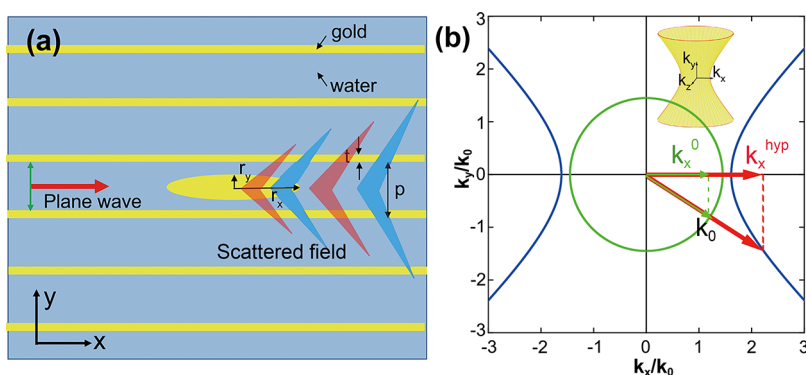 (a)
gold
water
t
r_y
k_x
r_x
p
Plane wave
Scattered field
y
x
(b)
k_y/k_0
3
2
1
0
-1
-2
-3
k_y
k_x
k_z
k_x^0
k_x^hyp
k_0
-3 -2 -1 0 1 2 3
k_x/k_0